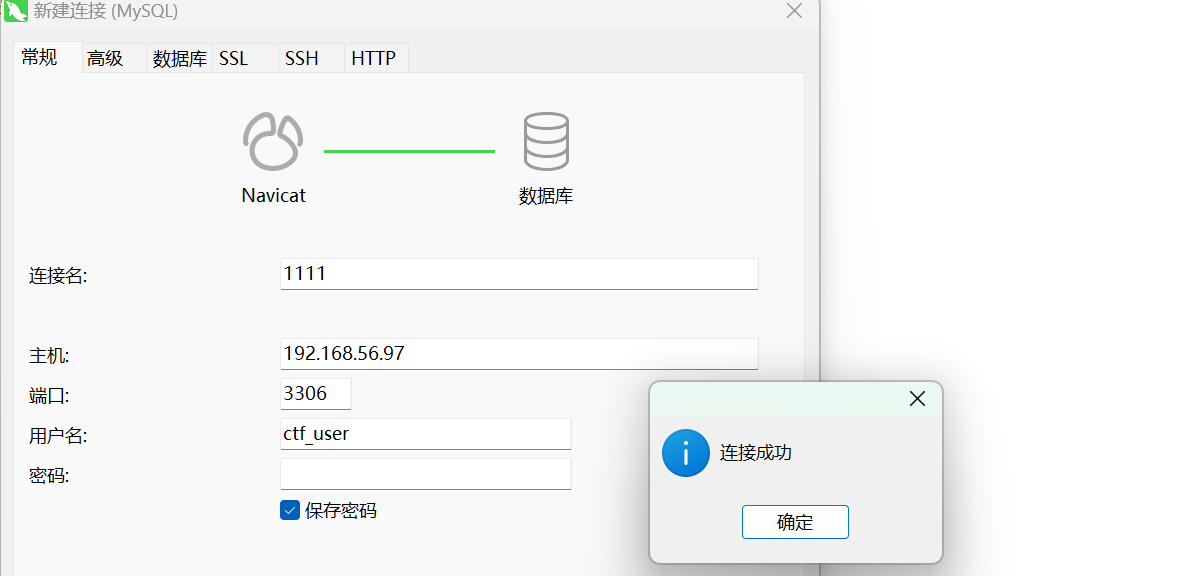 新建连接 (MySQL)
常规 高级 数据库 SSL SSH HTTP
Navicat 数据库
连接名: 1111
主机: 192.168.56.97
端口: 3306
用户名: ctf_user
密码:
保存密码
连接成功
确定